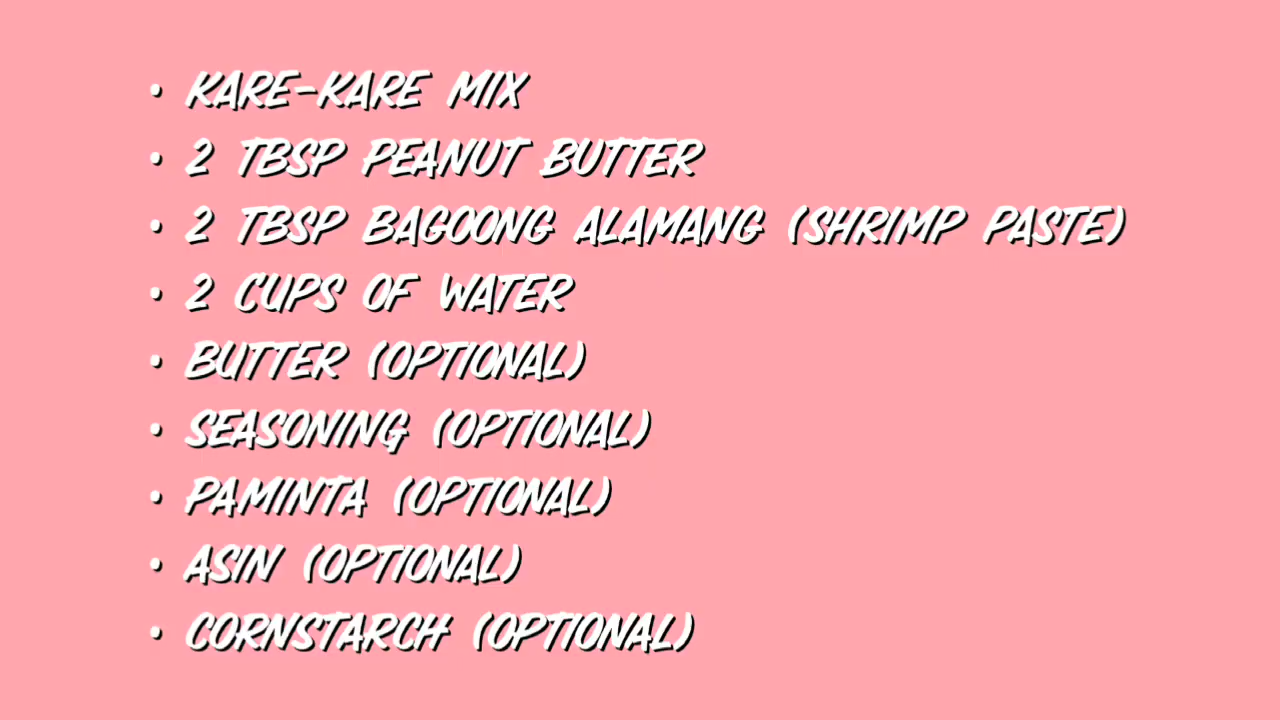 • KARE-KARE MIX
• 2 TBSP PEANUT BUTTER
• 2 TBSP BAGOONG ALAMANG (SHRIMP PASTE)
• 2 CUPS OF WATER
• BUTTER (OPTIONAL)
• SEASONING (OPTIONAL)
• PAMINTA (OPTIONAL)
• ASIN (OPTIONAL)
• CORNSTARCH (OPTIONAL)